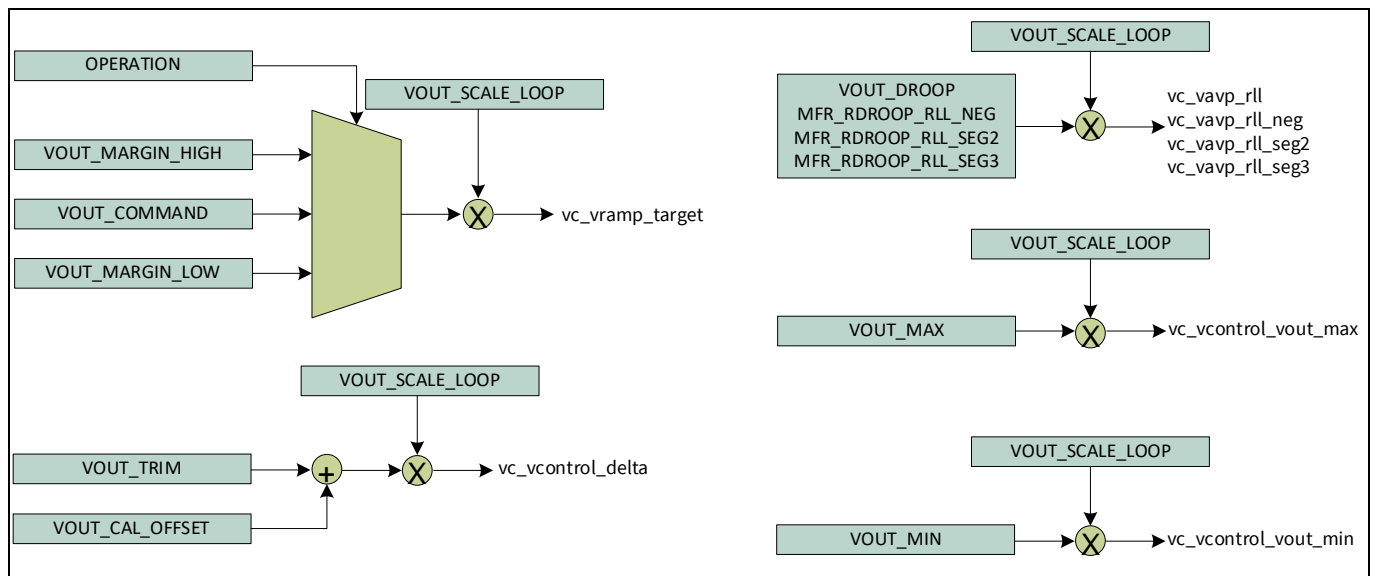 OPERATION
VOUT_SCALE_LOOP
VOUT_MARGIN_HIGH
VOUT_COMMAND
VOUT_MARGIN_LOW
X
vc_vramp_target
VOUT_SCALE_LOOP
VOUT_TRIM
+
X
vc_vcontrol_delta
VOUT_CAL_OFFSET
VOUT_SCALE_LOOP
VOUT_DROOP
MFR_RDROOP_RLL_NEG
MFR_RDROOP_RLL_SEG2
MFR_RDROOP_RLL_SEG3
X
vc_vavp_rll
vc_vavp_rll_neg
vc_vavp_rll_seg2
vc_vavp_rll_seg3
VOUT_SCALE_LOOP
VOUT_MAX
X
vc_vcontrol_vout_max
VOUT_SCALE_LOOP
VOUT_MIN
X
vc_vcontrol_vout_min